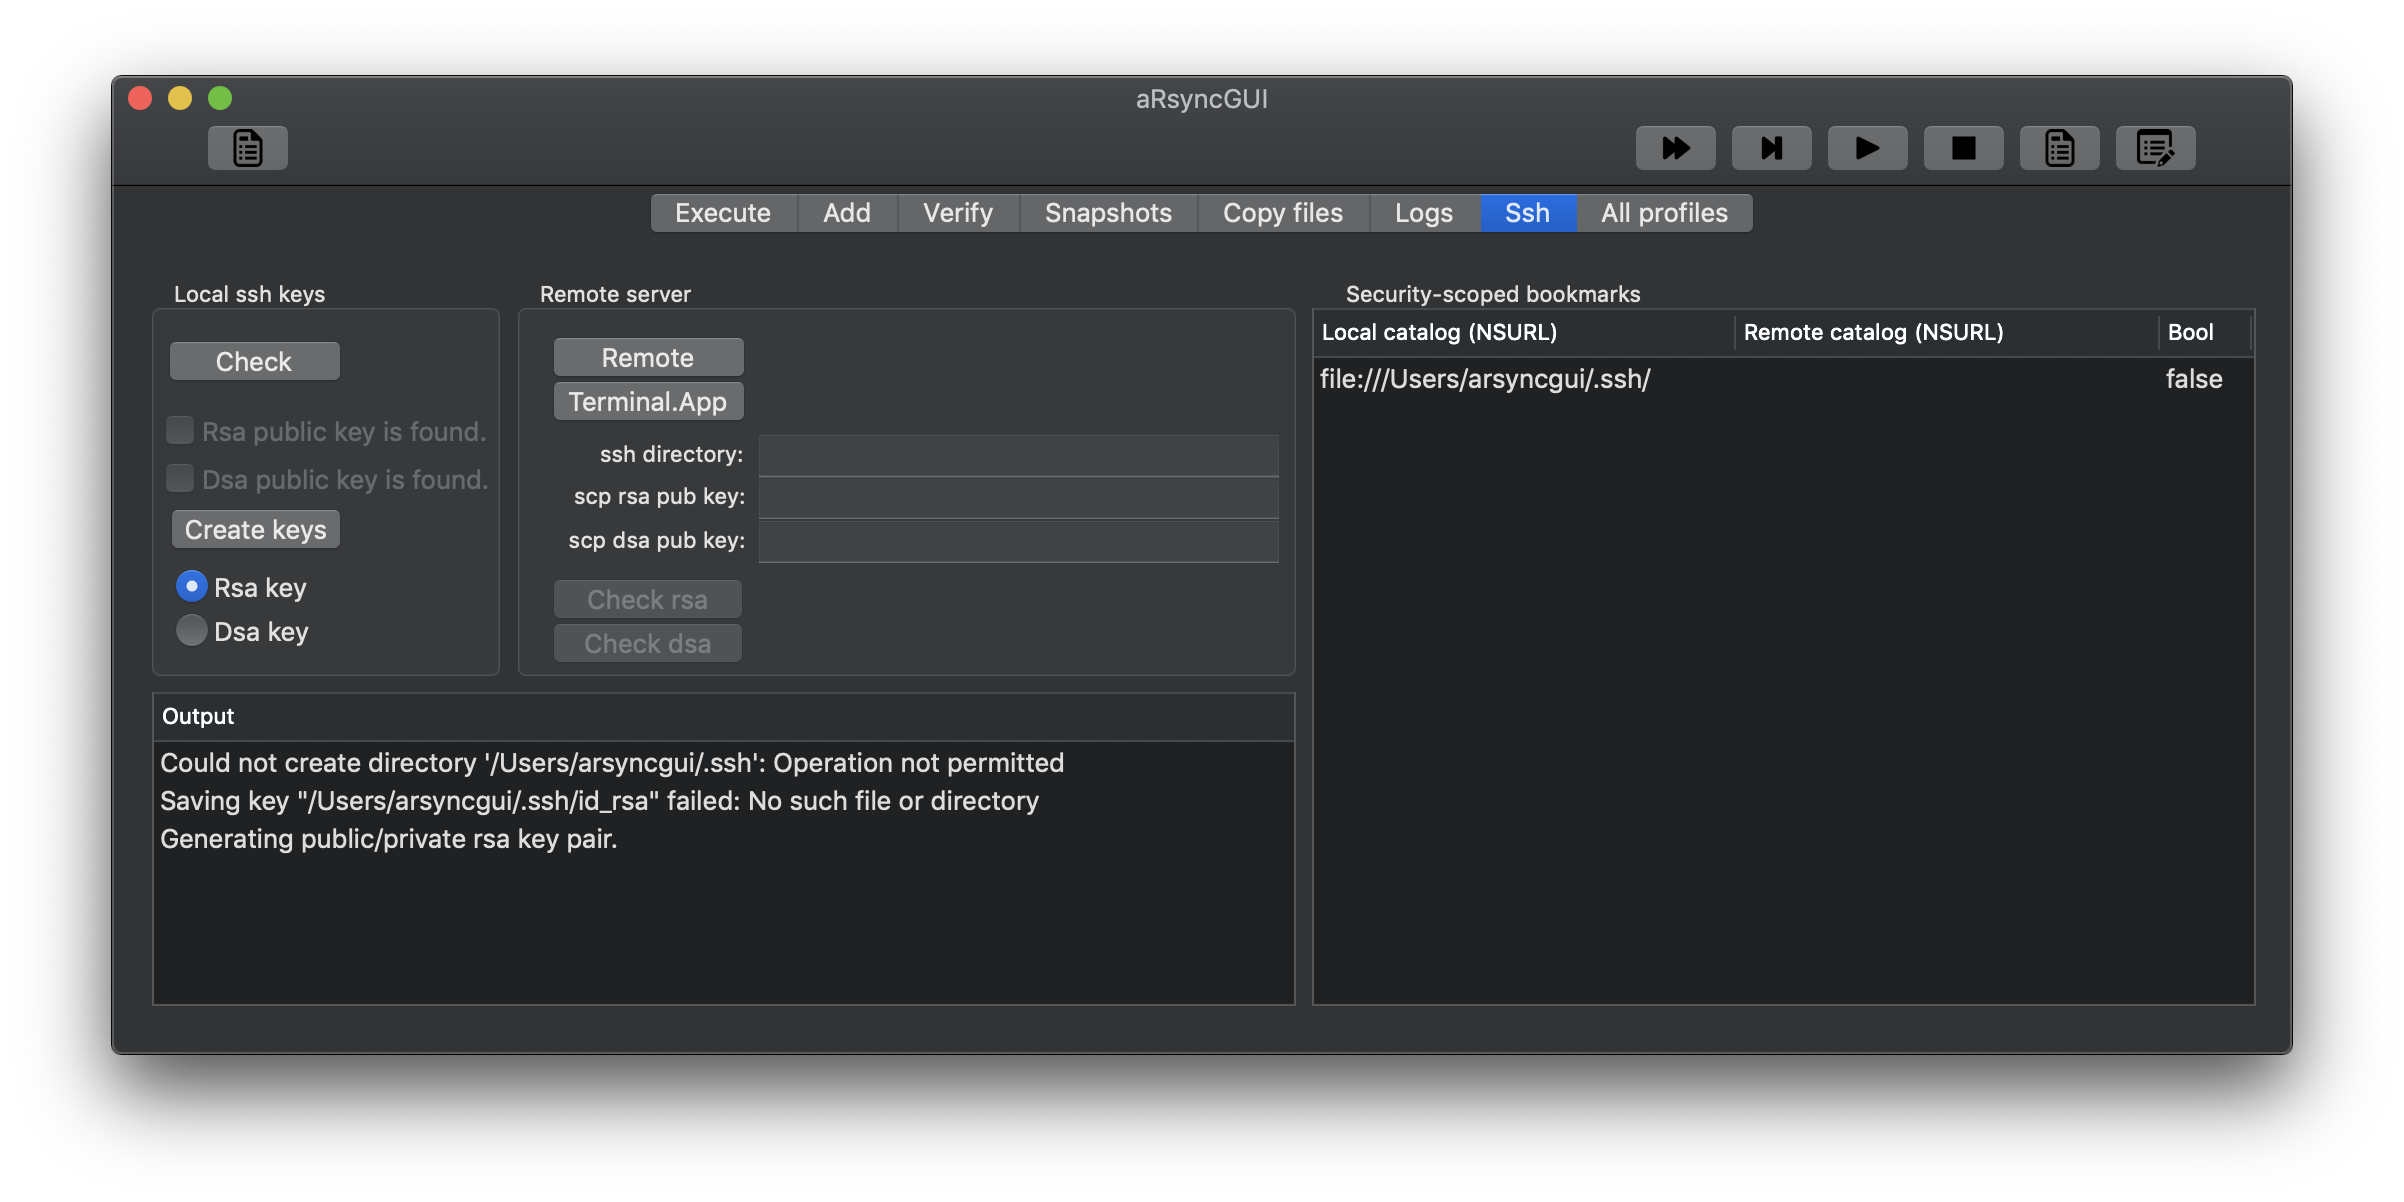 aRsyncGUI
Execute
Add
Verify
Snapshots
Copy files
Logs
Ssh
All profiles
Local ssh keys
Check
Rsa public key is found.
Dsa public key is found.
Create keys
Rsa key
Dsa key
Remote server
Remote
Terminal.App
ssh directory:
scp rsa pub key:
scp dsa pub key:
Check rsa
Check dsa
Security-scoped bookmarks
Local catalog (NSURL)
Remote catalog (NSURL)
Bool
file:///Users/arsyncgui/.ssh/
false
Output
Could not create directory '/Users/arsyncgui/.ssh': Operation not permitted
Saving key "/Users/arsyncgui/.ssh/id_rsa" failed: No such file or directory
Generating public/private rsa key pair.